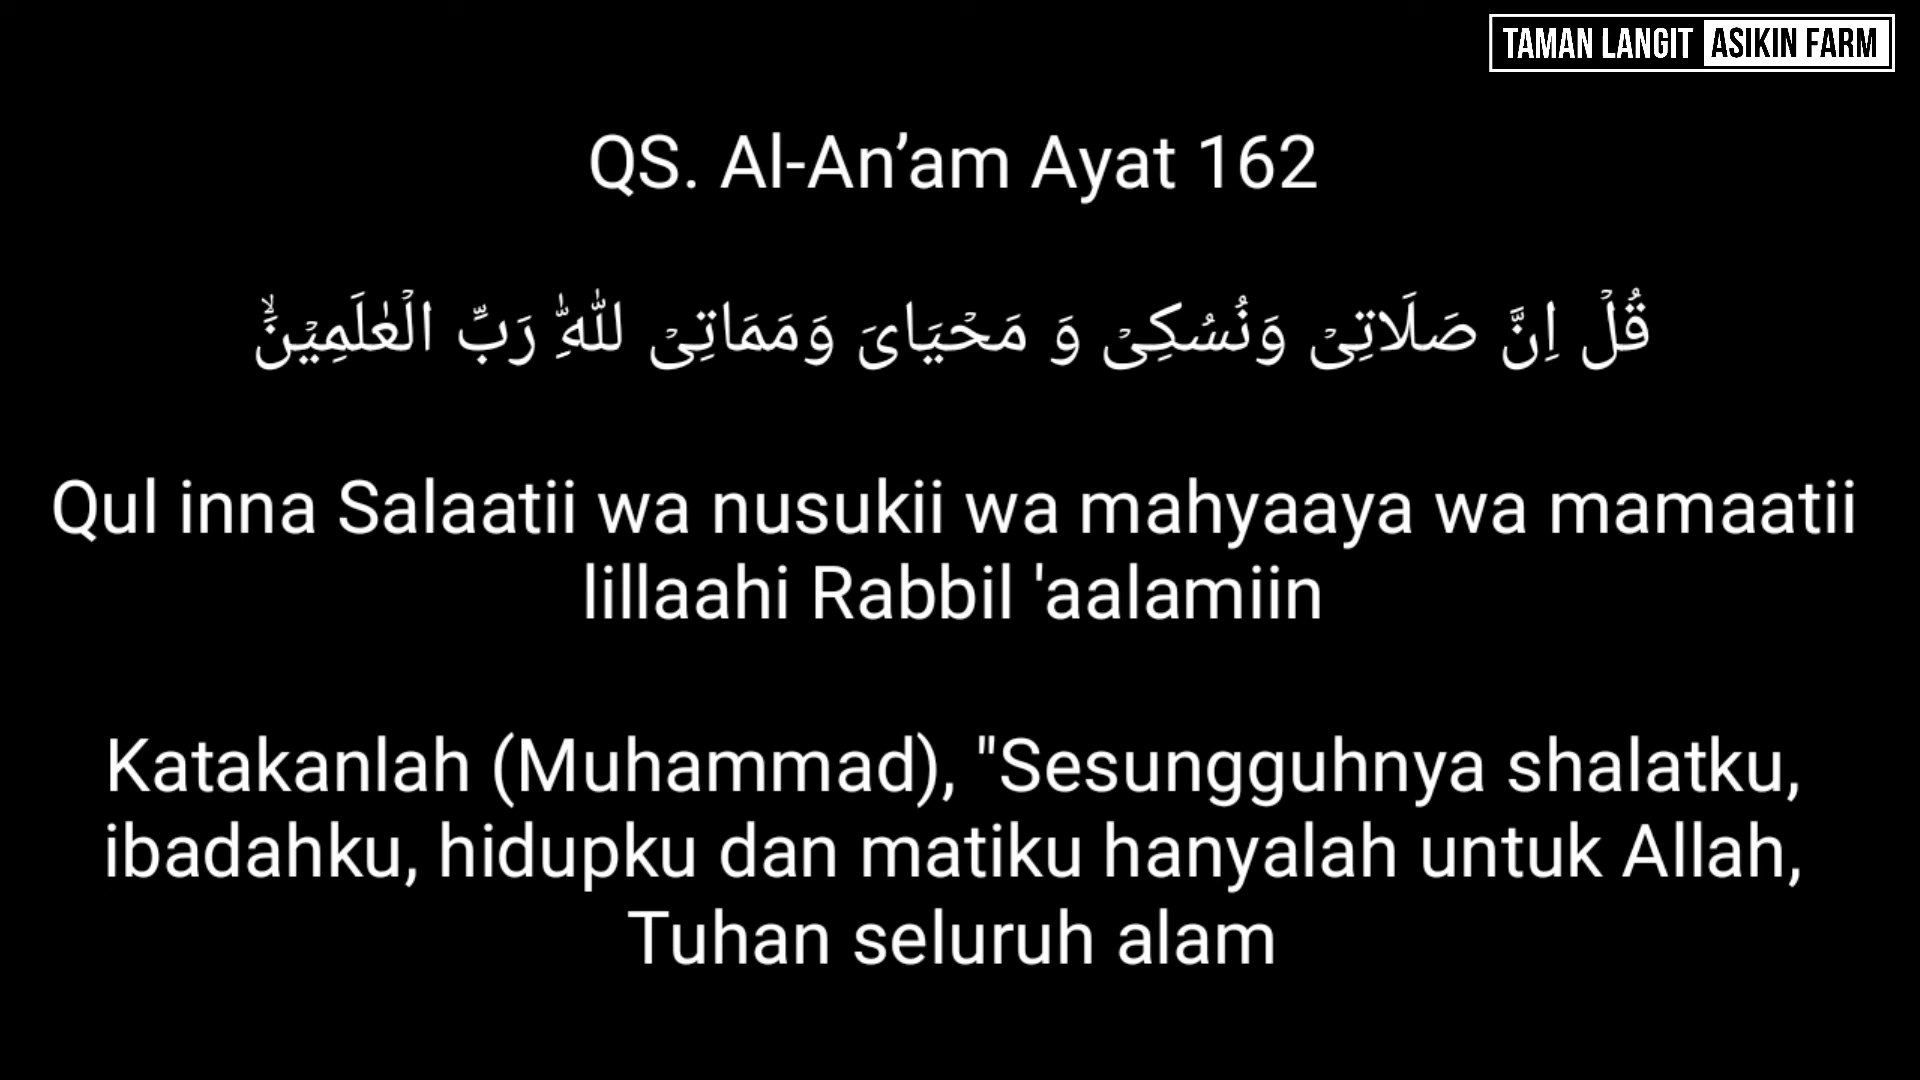 TAMAN LANGIT ASIKIN FARM
QS. Al-An’am Ayat 162
قُلۡ اِنَّ صَلَاتِىۡ وَنُسُكِىۡ وَ مَحۡيَاىَ وَمَمَاتِىۡ لِلّٰهِ رَبِّ الۡعٰلَمِيۡنَۙ
Qul inna Salaatii wa nusukii wa mahyaaya wa mamaatii
lillaahi Rabbil 'aalamiin
Katakanlah (Muhammad), "Sesungguhnya shalatku,
ibadahku, hidupku dan matiku hanyalah untuk Allah,
Tuhan seluruh alam